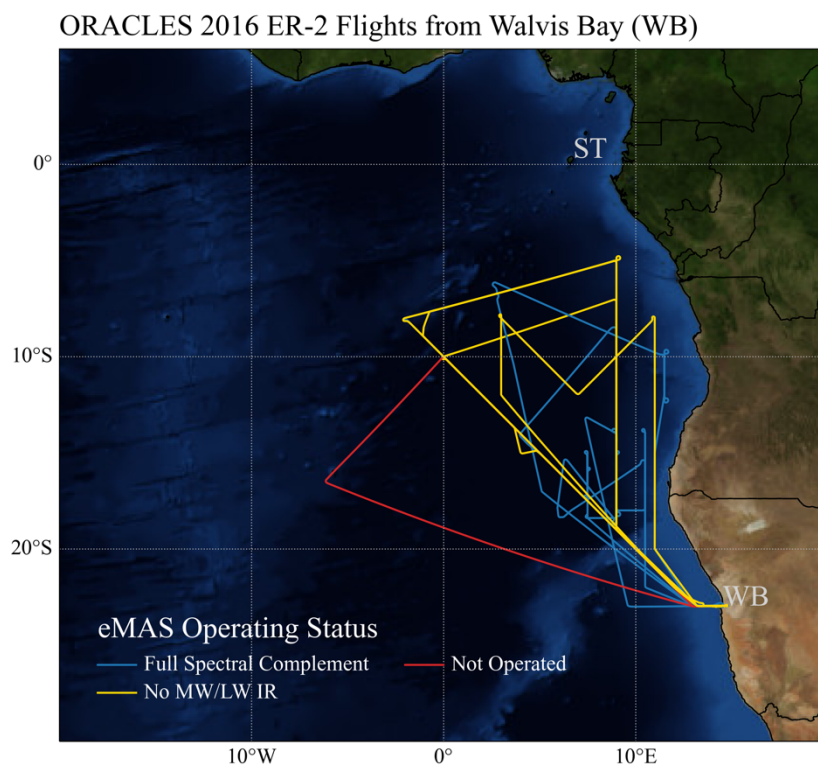 ORACLES 2016 ER-2 Flights from Walvis Bay (WB)
ST
0°
10°S
20°S
WB
eMAS Operating Status
Full Spectral Complement
Not Operated
No MW/LW IR
10°W
0°
10°E